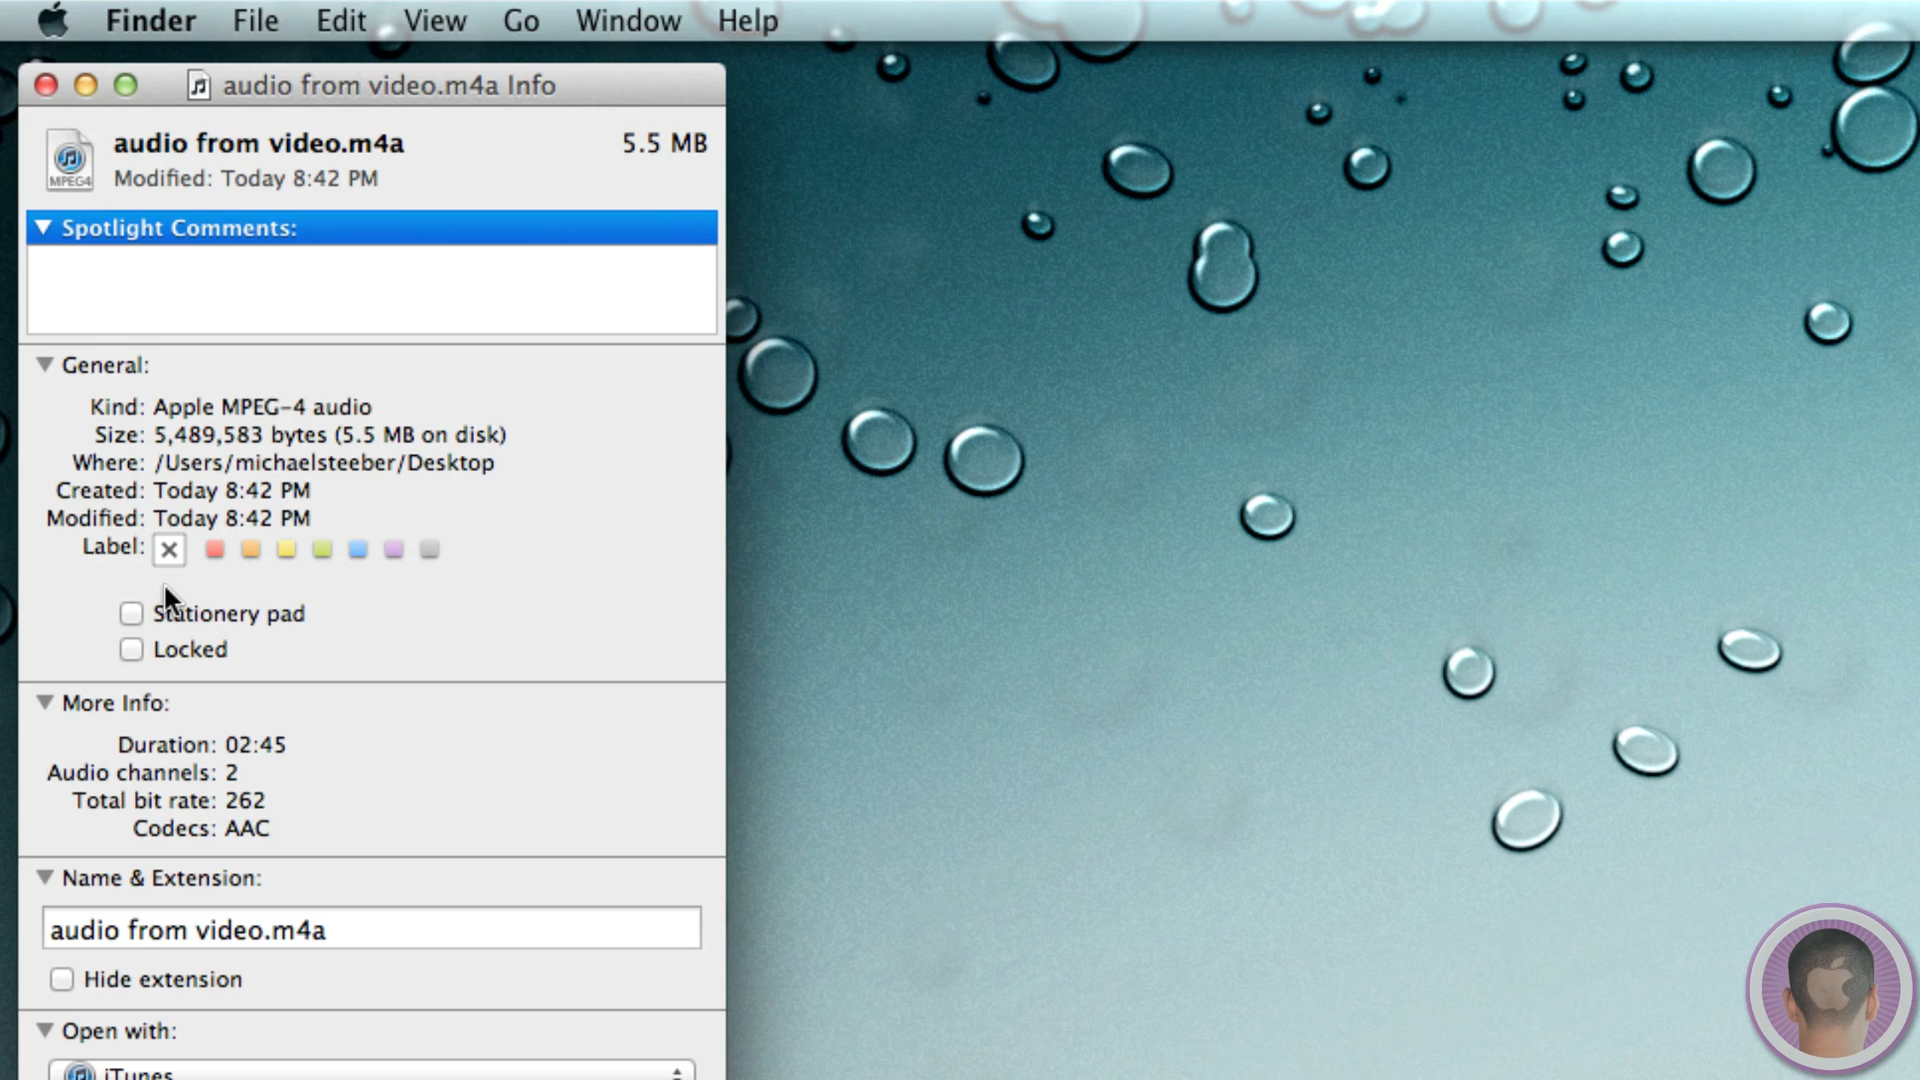 Finder File Edit View Go Window Help
audio from video.m4a Info
audio from video.m4a 5.5 MB
Modified: Today 8:42 PM
MPEG4
Spotlight Comments:
General:
Kind: Apple MPEG-4 audio
Size: 5,489,583 bytes (5.5 MB on disk)
Where: /Users/michaelsteeber/Desktop
Created: Today 8:42 PM
Modified: Today 8:42 PM
Label:
Stationery pad
Locked
More Info:
Duration: 02:45
Audio channels: 2
Total bit rate: 262
Codecs: AAC
Name & Extension:
audio from video.m4a
Hide extension
Open with:
iTunes